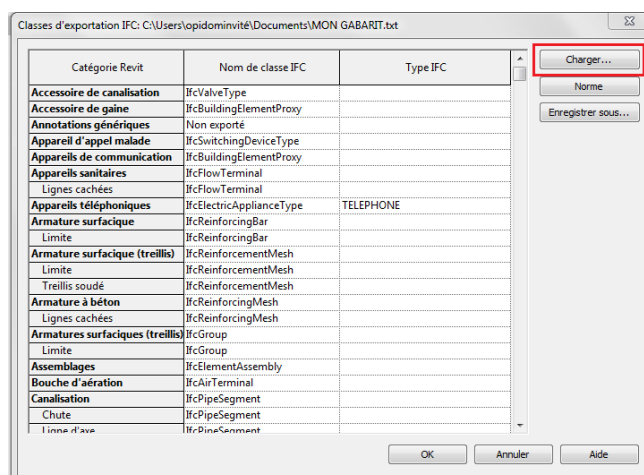 Classes d'exportation IFC: C:\Users\opidominvité\Documents\MON GABARIT.txt
Catégorie Revit Nom de classe IFC Type IFC
Accessoire de canalisation IfcValveType
Accessoire de gaine IfcBuildingElementProxy
Annotations génériques Non exporté
Appareil d'appel malade IfcSwitchingDeviceType
Appareils de communication IfcBuildingElementProxy
Appareils sanitaires IfcFlowTerminal
Lignes cachées IfcFlowTerminal
Appareils téléphoniques IfcElectricApplianceType TELEPHONE
Armature surfacique IfcReinforcingBar
Limite IfcReinforcingBar
Armature surfacique (treillis) IfcReinforcementMesh
Limite IfcReinforcementMesh
Treillis soudé IfcReinforcementMesh
Armature à béton IfcReinforcingMesh
Lignes cachées IfcReinforcingMesh
Armatures surfaciques (treillis) IfcGroup
Limite IfcGroup
Assemblages IfcElementAssembly
Bouche d'aération IfcAirTerminal
Canalisation IfcPipeSegment
Chute IfcPipeSegment
Ligne d'axe IfcPipeSegment
Charger...
Norme
Enregistrer sous...
OK Annuler Aide